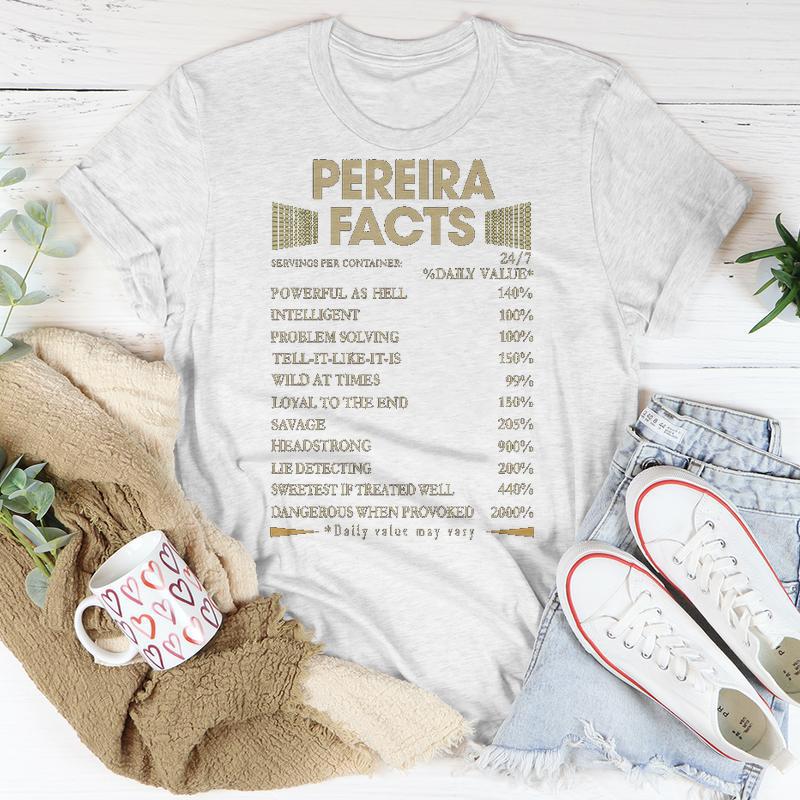 PEREIRA
FACTS
SERVINGS PER CONTAINER: 24/7
%DAILY VALUE*
POWERFUL AS HELL 140%
INTELLIGENT 100%
PROBLEM SOLVING 100%
TELL-IT-LIKE-IT-IS 150%
WILD AT TIMES 99%
LOYAL TO THE END 150%
SAVAGE 205%
HEADSTRONG 900%
LIE DETECTING 200%
SWEETEST IF TREATED WELL 440%
DANGEROUS WHEN PROVOKED 2000%
*Daily value may vary